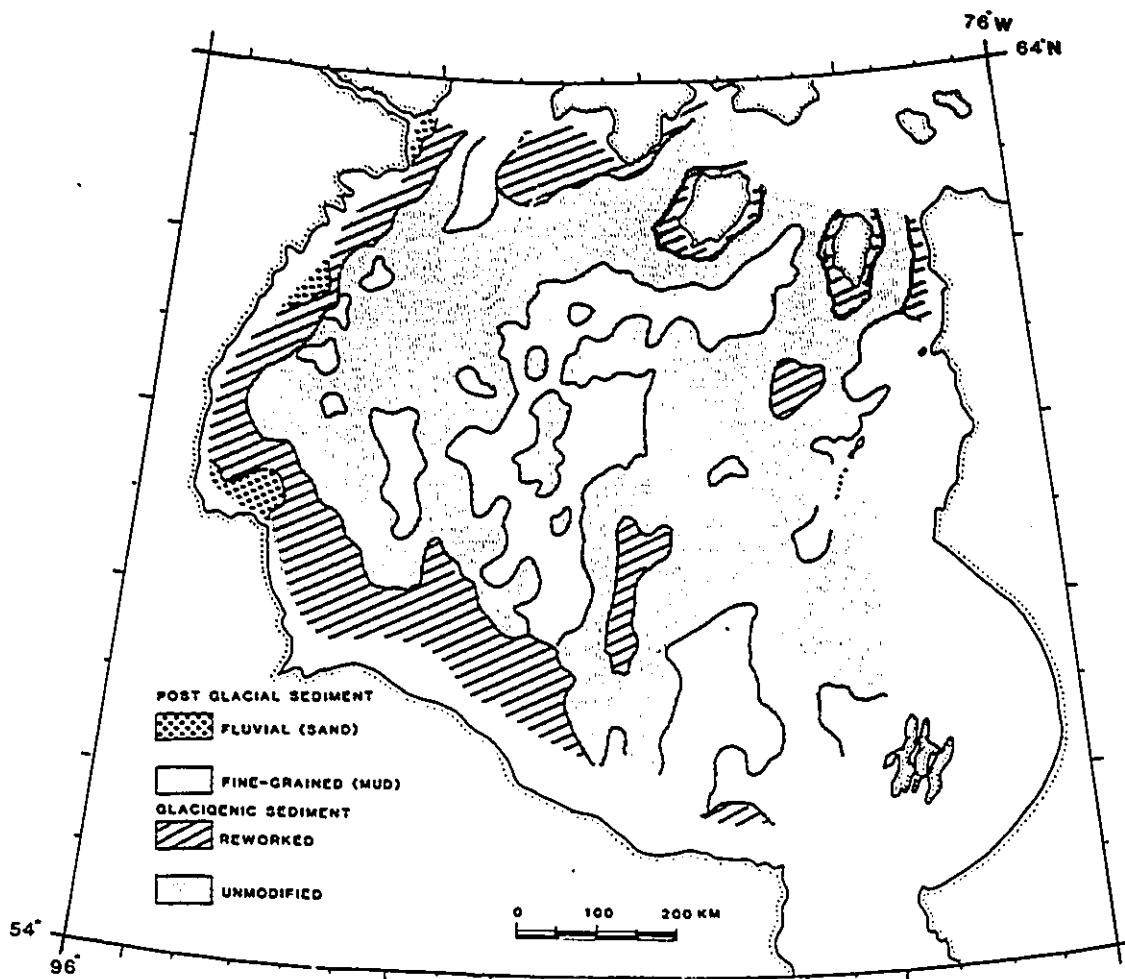 76°W
64°N
POST GLACIAL SEDIMENT
FLUVIAL (SAND)
FINE-GRAINED (MUD)
GLACIGENIC SEDIMENT
REWORKED
UNMODIFIED
0 100 200 KM
54°
96°